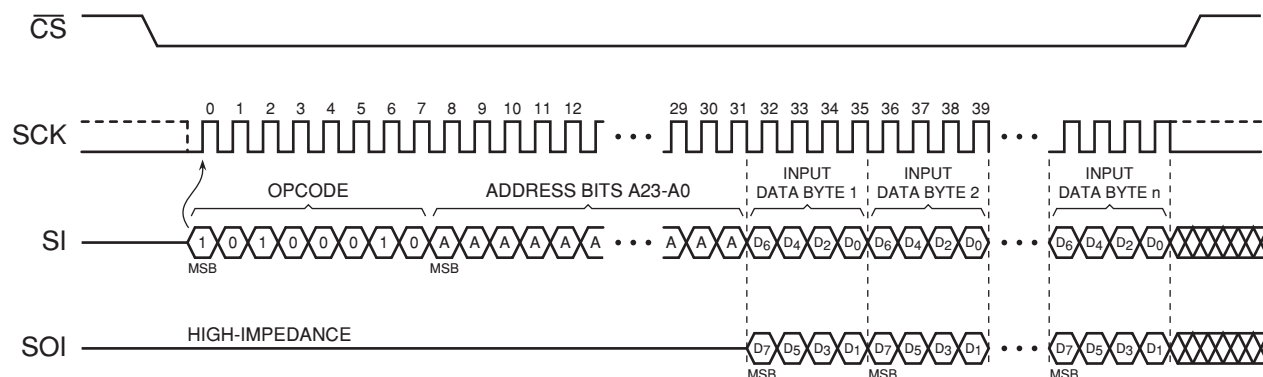 CS
SCK
0 1 2 3 4 5 6 7 8 9 10 11 12 29 30 31 32 33 34 35 36 37 38 39
OPCODE
ADDRESS BITS A23-A0
INPUT
DATA BYTE 1
INPUT
DATA BYTE 2
INPUT
DATA BYTE n
SI
1 0 1 0 0 0 1 0 A A A A A A A A A D6 D4 D2 D0 D6 D4 D2 D0 D6 D4 D2 D0
MSB MSB
HIGH-IMPEDANCE
SOI
D7 D5 D3 D1 D7 D5 D3 D1 D7 D5 D3 D1
MSB MSB MSB